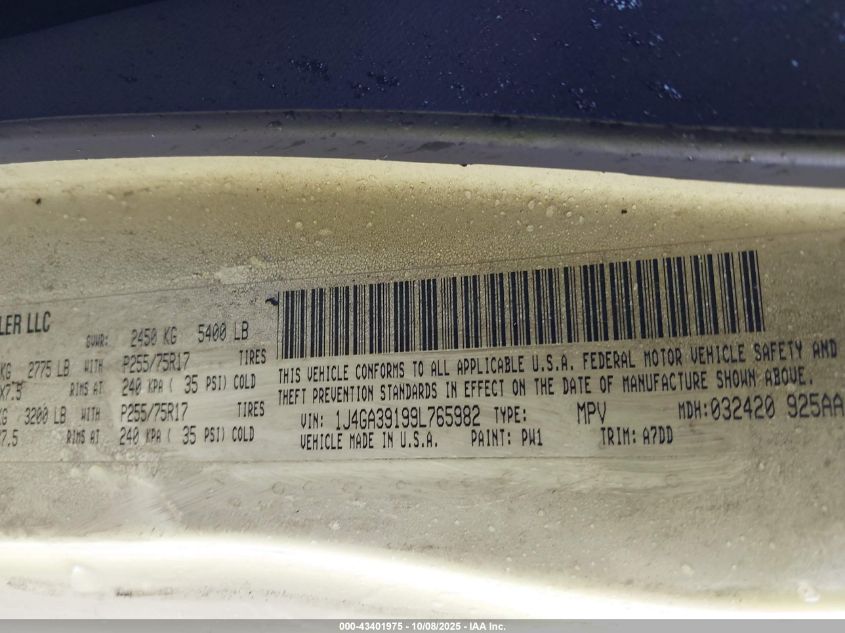 LER LLC
GVWR: 2450 KG 5400 LB
KG 2775 LB WITH P255/75R17 TIRES
X7.5 RIMS AT 240 KPA ( 35 PSI) COLD
KG 3200 LB WITH P255/75R17 TIRES
X7.5 RIMS AT 240 KPA ( 35 PSI) COLD
THIS VEHICLE CONFORMS TO ALL APPLICABLE U.S.A. FEDERAL MOTOR VEHICLE SAFETY AND
THEFT PREVENTION STANDARDS IN EFFECT ON THE DATE OF MANUFACTURE SHOWN ABOVE.
VIN: 1J4GA39199L765982 TYPE: MPV MDH: 032420 925AA
VEHICLE MADE IN U.S.A. PAINT: PW1 TRIM: A7DD
000-43401975 - 10/08/2025 - IAA Inc.